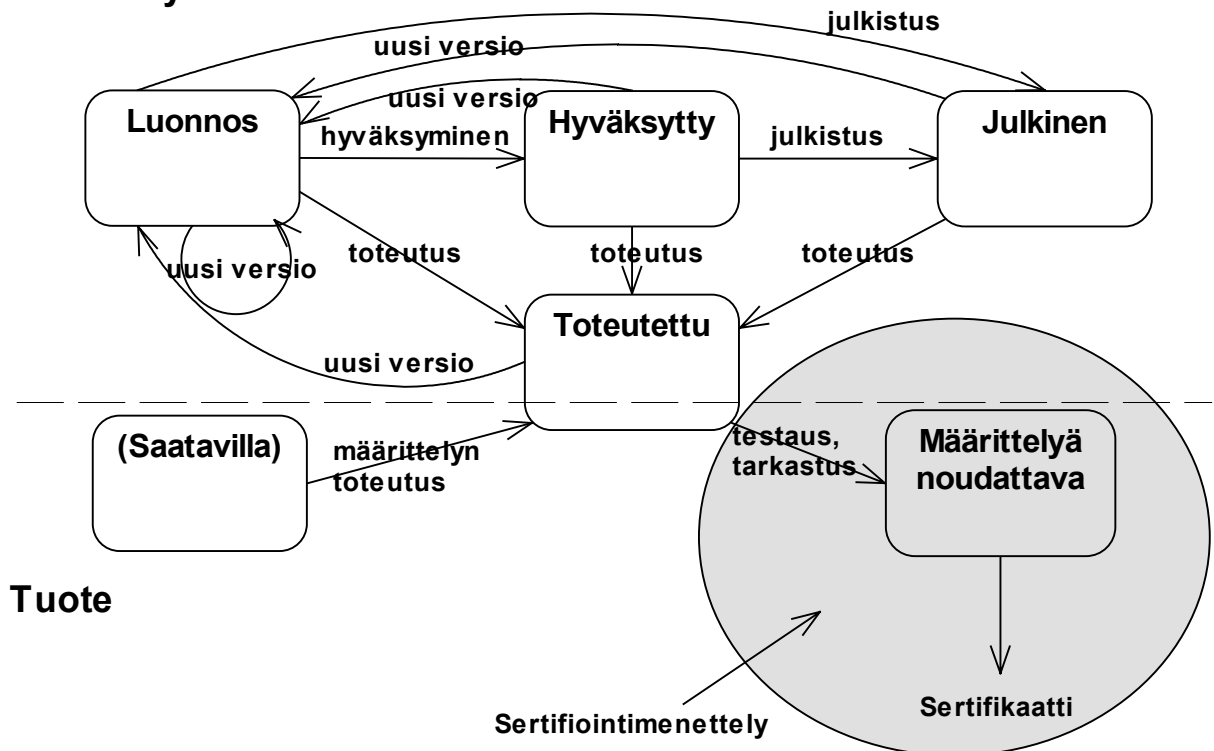 julkistus
uusi versio
uusi versio
Luonnos
Hyväksytty
Julkinen
hyväksyminen
julkistus
toteutus
toteutus
toteutus
uusi versio
Toteutettu
uusi versio
(Saatavilla)
määrittelyn
toteutus
testaus,
tarkastus
Määrittelyä
noudattava
Tuote
Sertifikaatti
Sertifiointimenettely